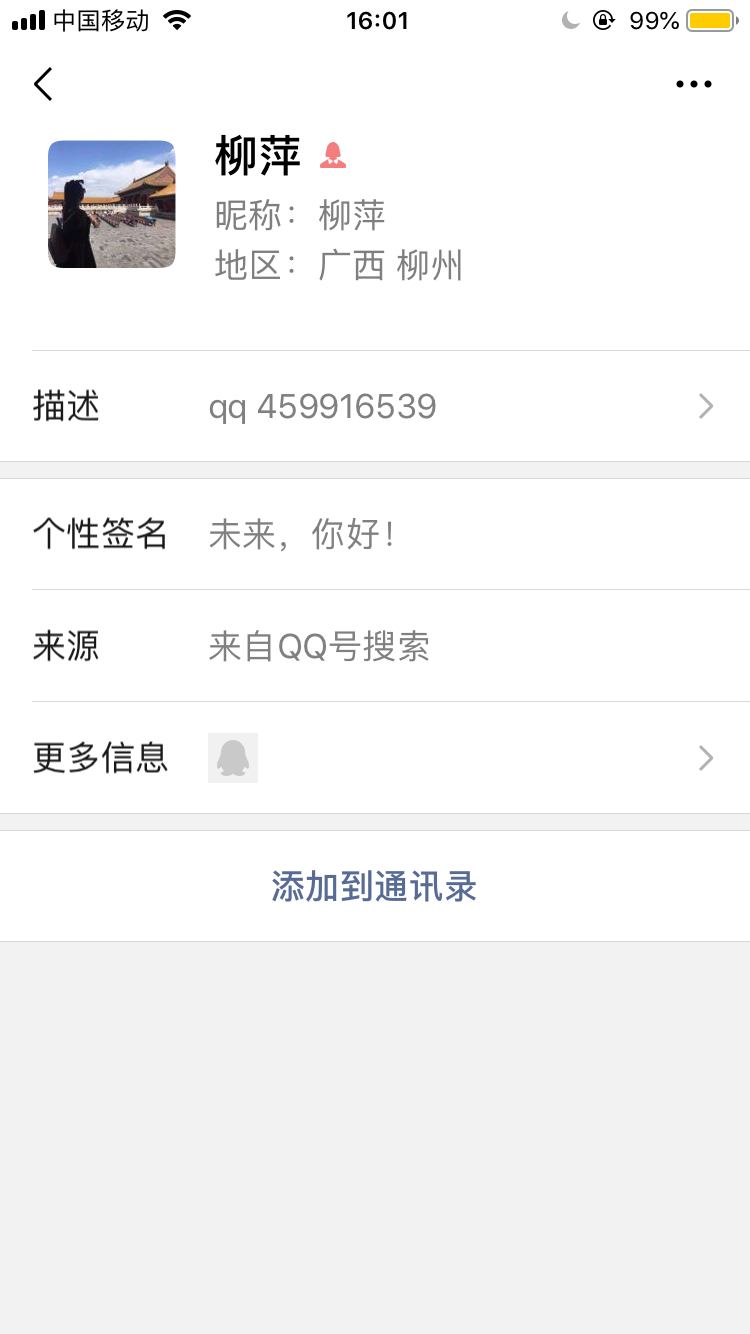 中国移动 16:01 99%
柳萍
昵称：柳萍
地区：广西 柳州
描述 qq 459916539
个性签名 未来，你好！
来源 来自QQ号搜索
更多信息
添加到通讯录